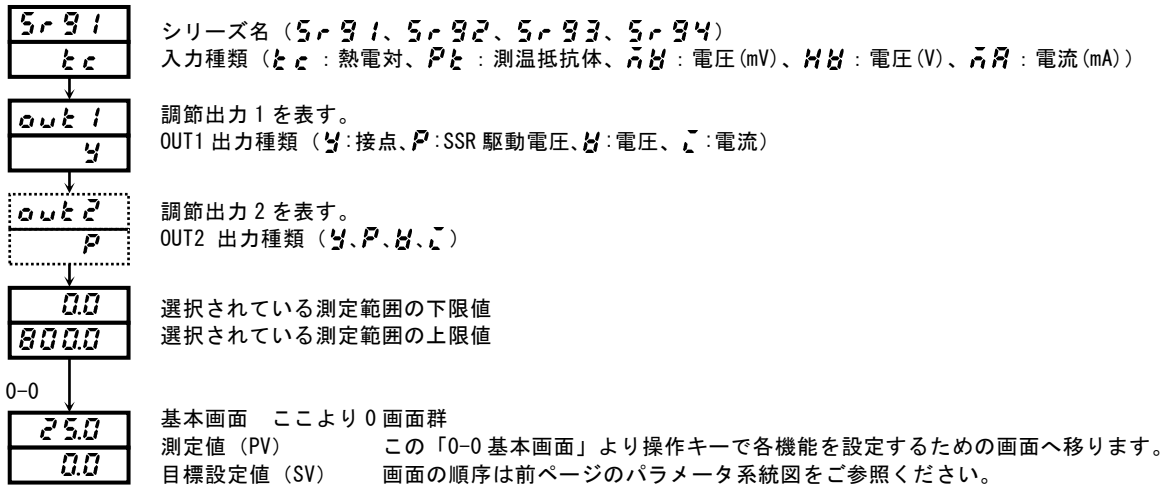 Sr91 シリーズ名（Sr91、Sr92、Sr93、Sr94）
tc 入力種類（tc：熱電対、Pt：測温抵抗体、mV：電圧(mV)、V：電圧(V)、mA：電流(mA)）
out1 調節出力1を表す。
Y OUT1 出力種類（Y:接点、P:SSR駆動電圧、V:電圧、i:電流）
out2 調節出力2を表す。
P OUT2 出力種類（Y、P、V、i）
0.0 選択されている測定範囲の下限値
800.0 選択されている測定範囲の上限値
0-0
基本画面　ここより0画面群
25.0 測定値（PV） この「0-0基本画面」より操作キーで各機能を設定するための画面へ移ります。
0.0 目標設定値（SV） 画面の順序は前ページのパラメータ系統図をご参照ください。